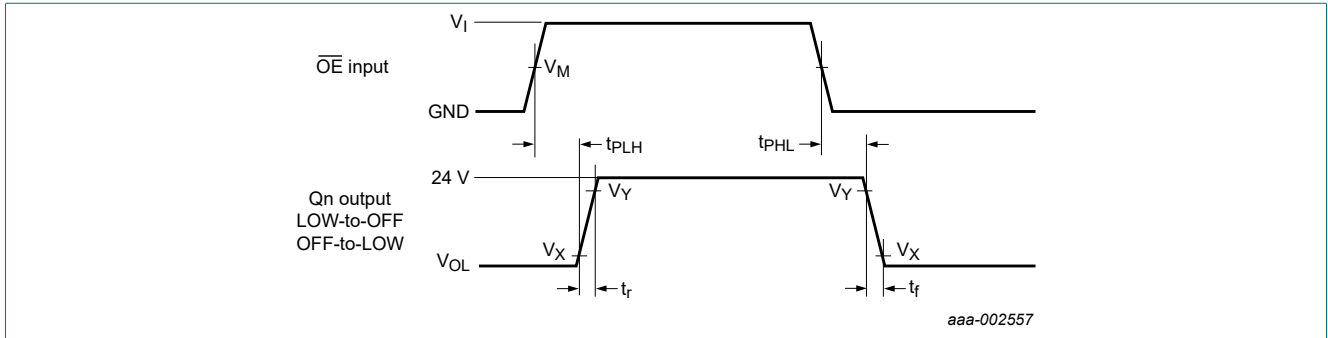 V_I
OE input
V_M
GND
t_PLH
t_PHL
24 V
Qn output
LOW-to-OFF
OFF-to-LOW
V_Y
V_Y
V_X
V_X
V_OL
t_r
t_f
aaa-002557